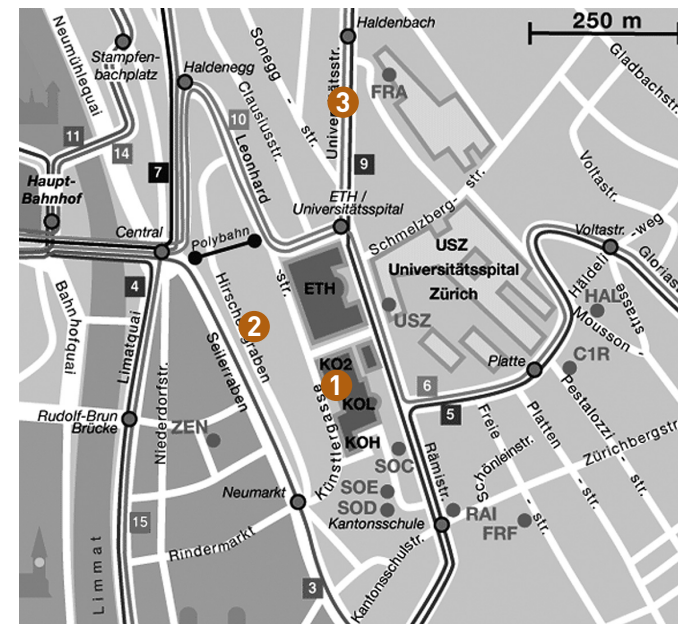 250 m
Haldenbach
Neumühlequai
Stampfen-
bachplatz
Haldenegg
Sonegg
-
str.
Clausiusstr.
Universitätsstr.
3
FRA
Gladbachstr.
11
14
10
7
9
Leonhard
-str.
Voltastr.
Haupt-
Bahnhof
ETH /
Universitätsspital
Schmelzberg-
str.
Central
Polybahn
USZ
Universitätsspital
Zürich
Voltastr.
-weg
Glorias
Häldeli
4
ETH
HAL
strasse
Bahnhofquai
Limatquai
Hirschengraben
2
USZ
Mousson
-
Seilergraben
Platte
C1R
KO2
1
KOL
KOH
6
5
Rudolf-Brun
Brücke
Niederdorfstr.
ZEN
Künstlergasse
Freie
-
str.
Platten
-
str.
Pestalozzi
-
str.
Zürichbergstr
Schönleinstr.
SOC
Rämistr.
SOE
SOD
Kantonsschule
Neumarkt
RAI
FRF
15
Rindermarkt
Limmat
3
Kantonsschulstr.